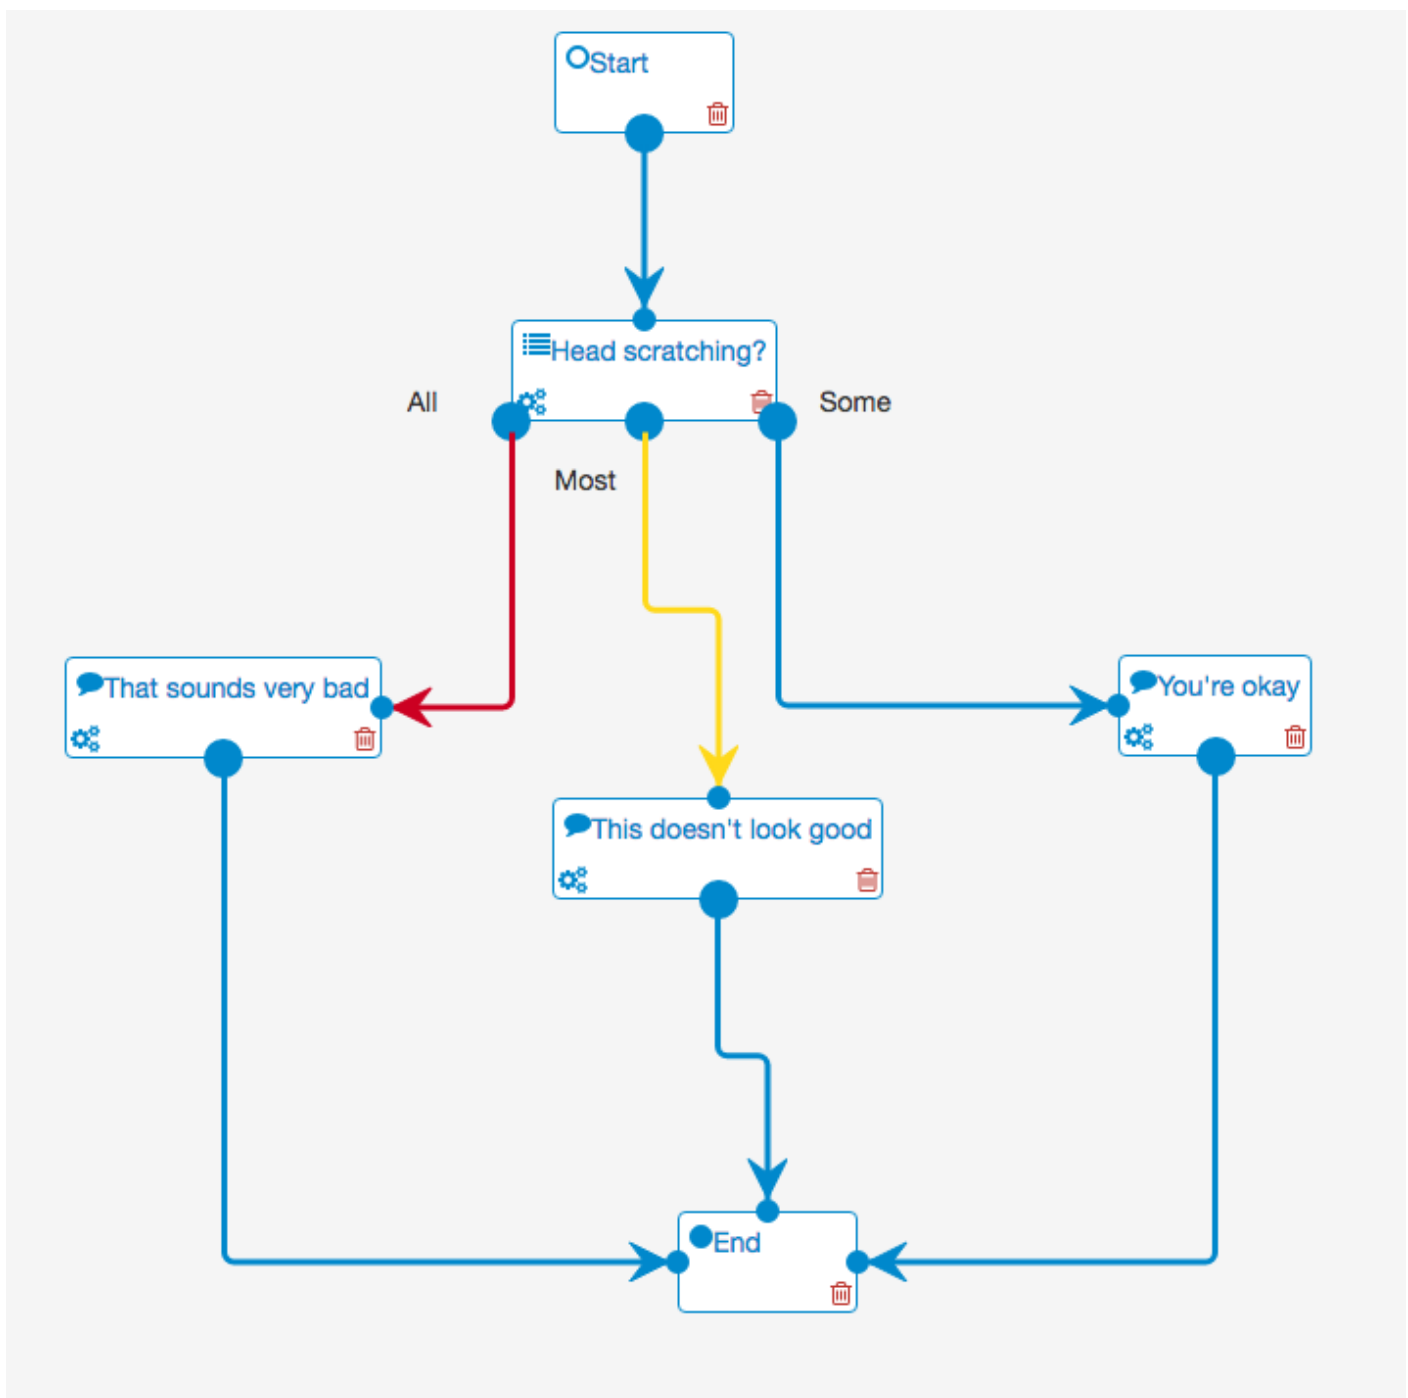 Start
Head scratching?
All
Some
Most
That sounds very bad
You're okay
This doesn't look good
End